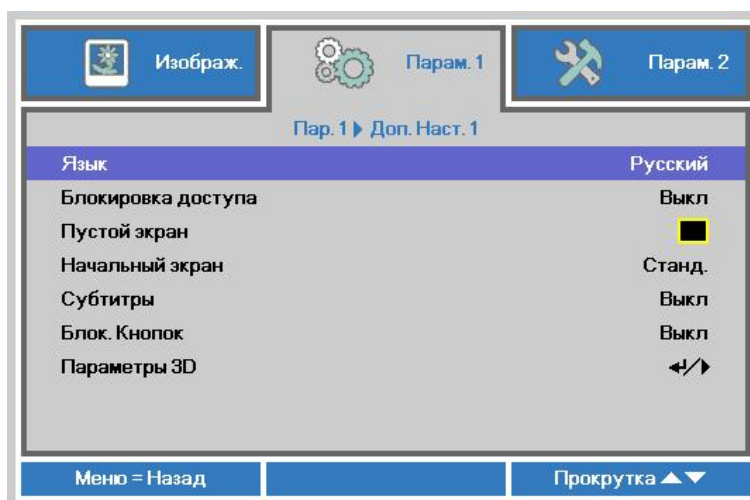 Изображ.
Парам. 1
Парам. 2
Пар. 1 Доп. Наст. 1
Язык Русский
Блокировка доступа Выкл
Пустой экран
Начальный экран Станд.
Субтитры Выкл
Блок. Кнопок Выкл
Параметры 3D
Меню = Назад
Прокрутка